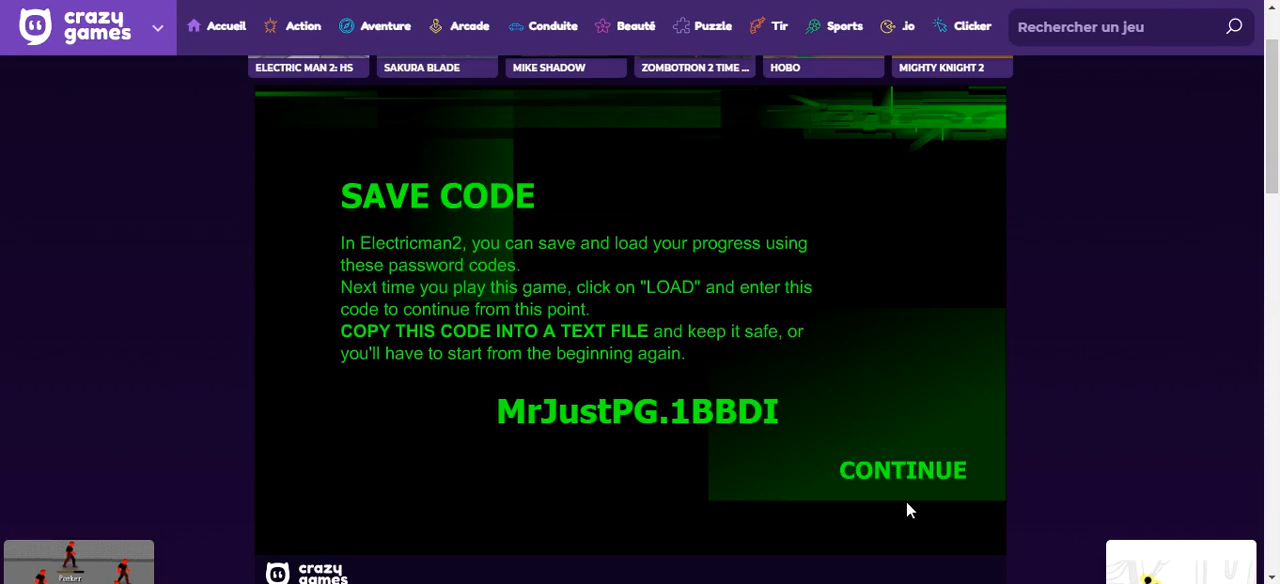 crazy games
Accueil Action Aventure Arcade Conduite Beauté Puzzle Tir Sports .io Clicker Rechercher un jeu
ELECTRIC MAN 2: HS SAKURA BLADE MIKE SHADOW ZOMBOTRON 2 TIME ... HOBO MIGHTY KNIGHT 2
SAVE CODE
In Electricman2, you can save and load your progress using
these password codes.
Next time you play this game, click on "LOAD" and enter this
code to continue from this point.
COPY THIS CODE INTO A TEXT FILE and keep it safe, or
you'll have to start from the beginning again.
MrJustPG.1BBDI
CONTINUE
Panker
crazy
games